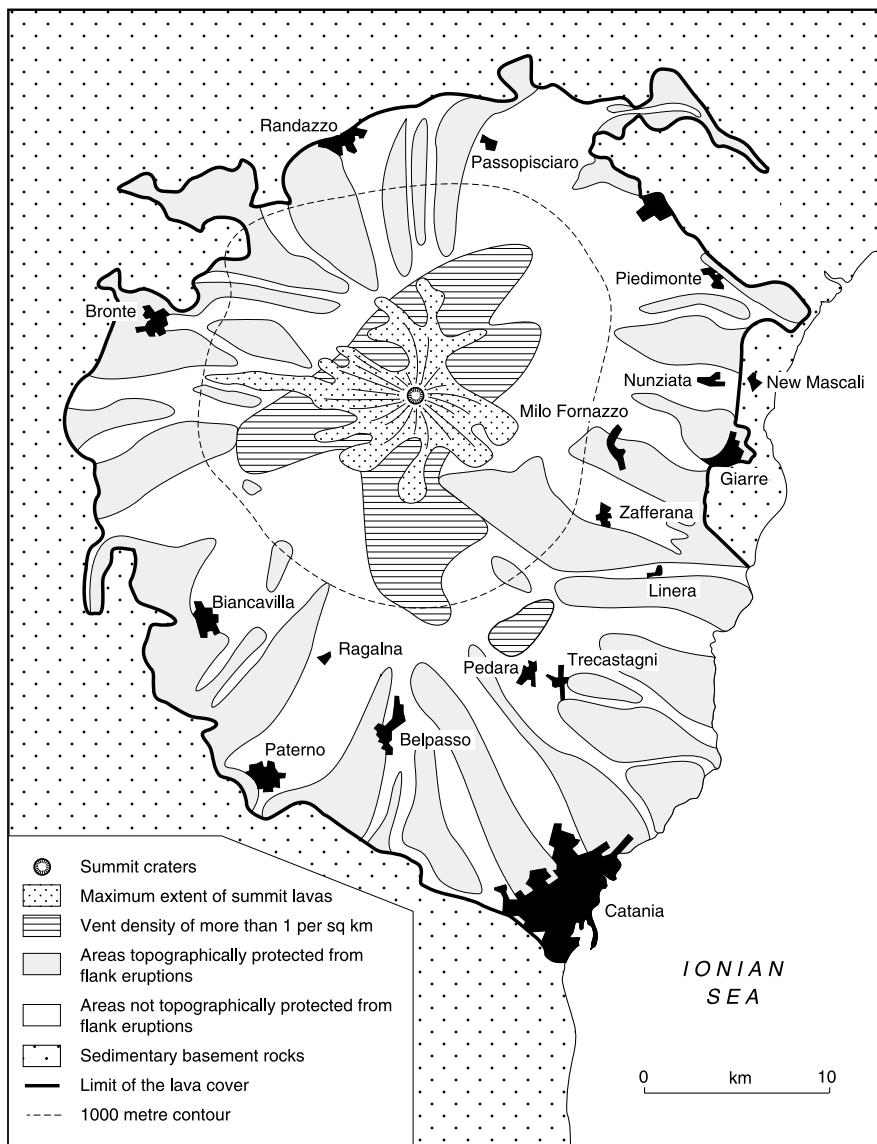 Randazzo
Passopisciaro
Piedimonte
Bronte
Nunziata
New Mascali
Milo Fornazzo
Giarre
Zafferana
Linera
Biancavilla
Ragalna
Pedara
Trecastagni
Belpasso
Paterno
Catania
IONIAN
SEA
0 km 10
Summit craters
Maximum extent of summit lavas
Vent density of more than 1 per sq km
Areas topographically protected from
flank eruptions
Areas not topographically protected from
flank eruptions
Sedimentary basement rocks
Limit of the lava cover
1000 metre contour